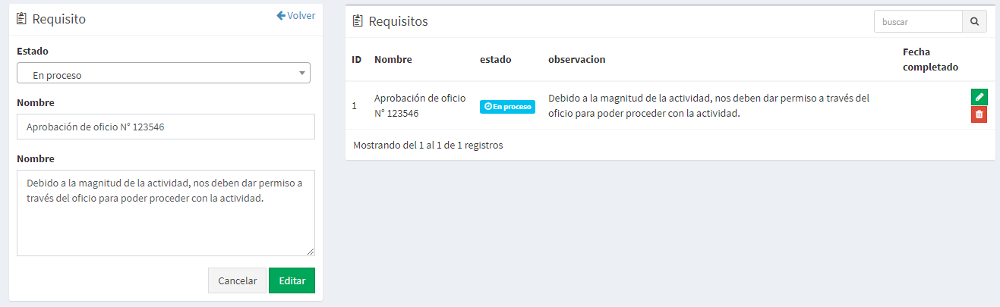 Requisito
Volver
Estado
En proceso
Nombre
Aprobación de oficio N° 123546
Nombre
Debido a la magnitud de la actividad, nos deben dar permiso a
través del oficio para poder proceder con la actividad.
Cancelar
Editar
Requisitos
buscar
ID Nombre estado observacion Fecha
completado
1 Aprobación de oficio
N° 123546
En proceso
Debido a la magnitud de la actividad, nos deben dar permiso a través del
oficio para poder proceder con la actividad.
Mostrando del 1 al 1 de 1 registros